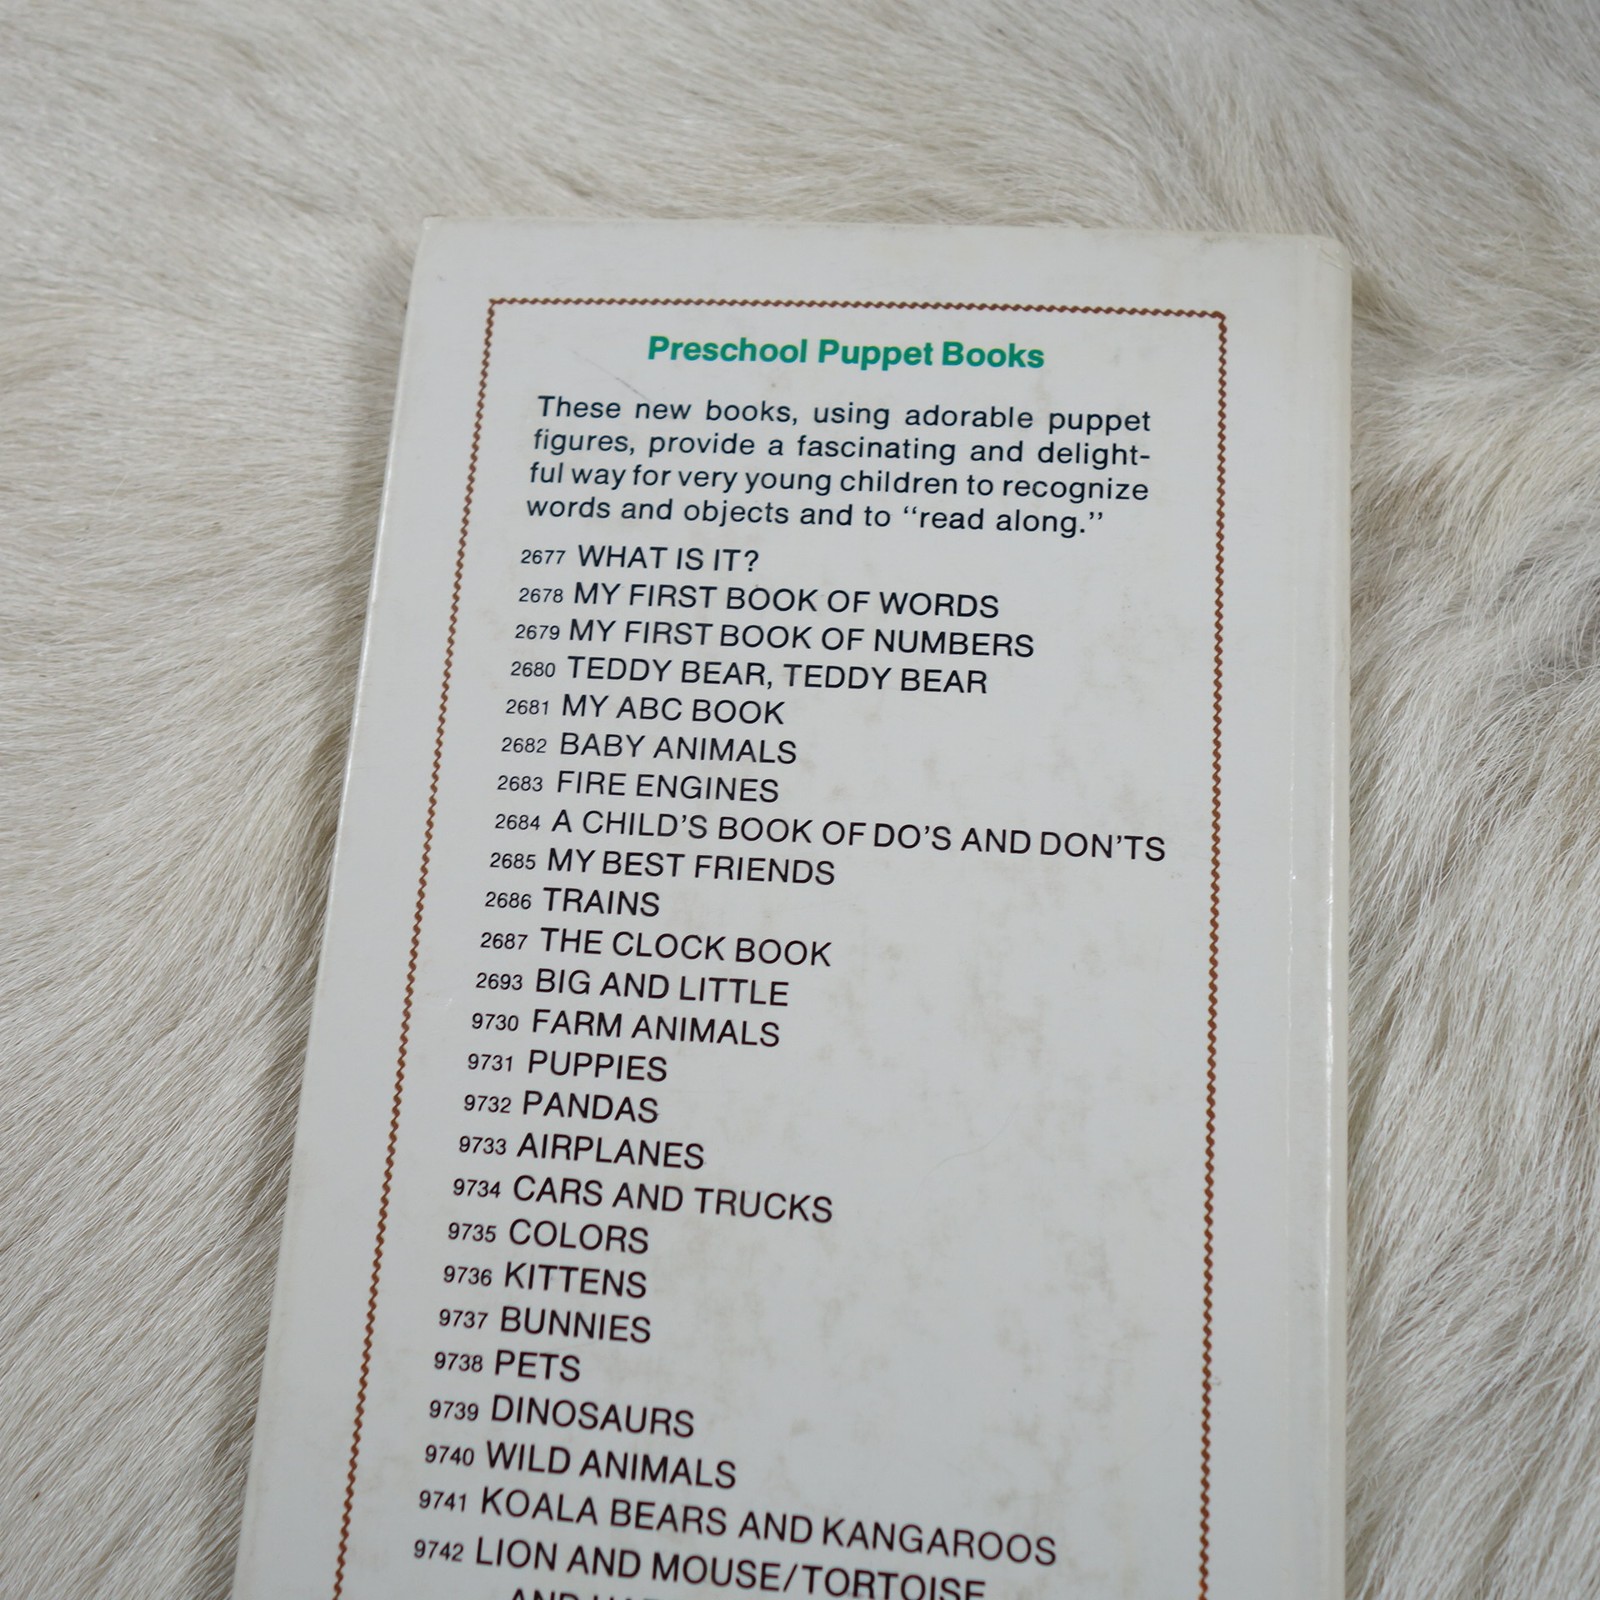 Preschool Puppet Books
These new books, using adorable puppet
figures, provide a fascinating and delight-
ful way for very young children to recognize
words and objects and to “read along.”
2677 WHAT IS IT?
2678 MY FIRST BOOK OF WORDS
2679 MY FIRST BOOK OF NUMBERS
2680 TEDDY BEAR, TEDDY BEAR
2681 MY ABC BOOK
2682 BABY ANIMALS
2683 FIRE ENGINES
2684 A CHILD’S BOOK OF DO’S AND DON’TS
2685 MY BEST FRIENDS
2686 TRAINS
2687 THE CLOCK BOOK
2693 BIG AND LITTLE
9730 FARM ANIMALS
9731 PUPPIES
9732 PANDAS
9733 AIRPLANES
9734 CARS AND TRUCKS
9735 COLORS
9736 KITTENS
9737 BUNNIES
9738 PETS
9739 DINOSAURS
9740 WILD ANIMALS
9741 KOALA BEARS AND KANGAROOS
9742 LION AND MOUSE/TORTOISE
AND